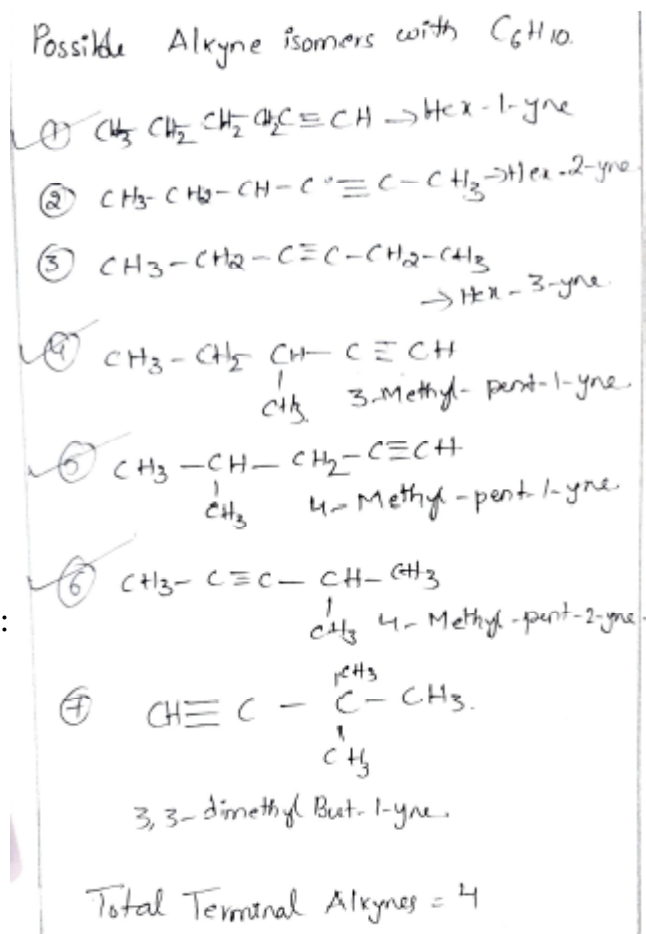 Possible Alkyne isomers with C6H10.
① CH3 CH2 CH2 CH2C≡CH → Hex-1-yne
② CH3-CH2-CH-C≡C-CH3 → Hex-2-yne
③ CH3-CH2-C≡C-CH2-CH3
→ Hex-3-yne.
④ CH3-CH2 CH-C≡CH
CH3 3-Methyl-pent-1-yne.
⑤ CH3-CH-CH2-C≡CH
CH3 4-Methyl-pent-1-yne.
⑥ CH3-C≡C-CH-CH3
: CH3 4-Methyl-pent-2-yne.
CH3
⑦ CH≡C-C-CH3.
CH3
3,3-dimethyl But-1-yne.
Total Terminal Alkynes = 4